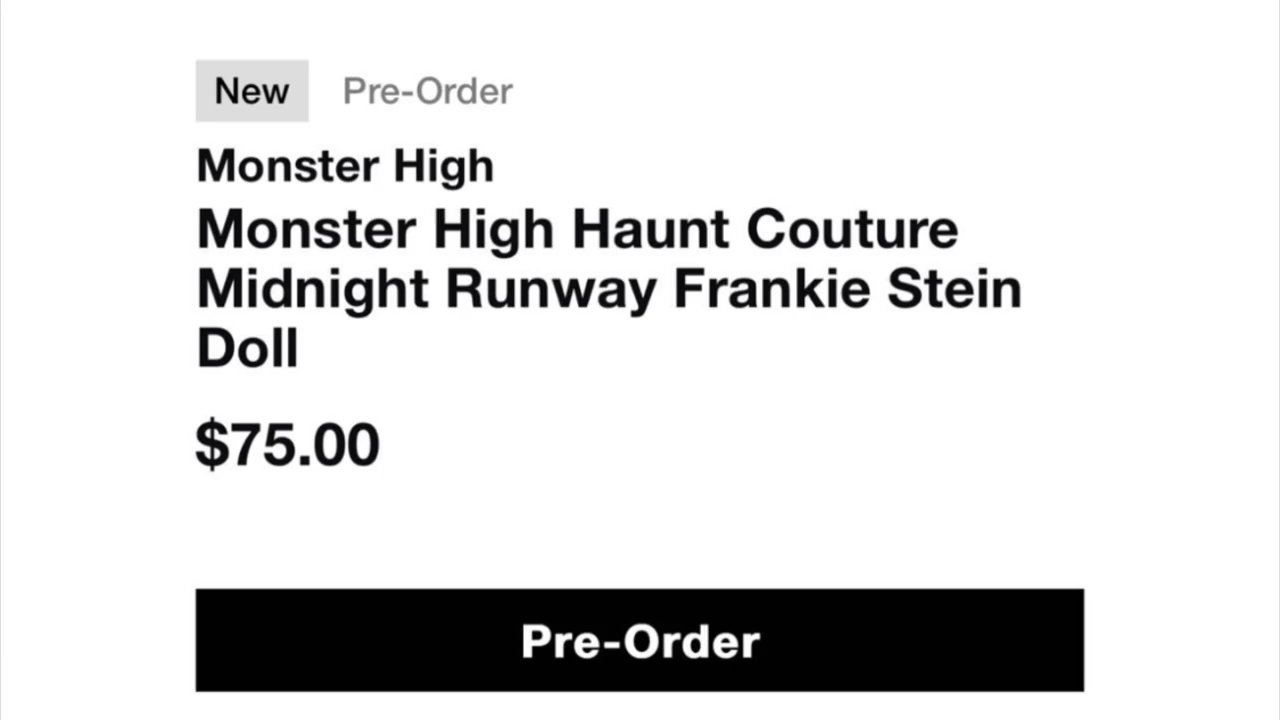 New Pre-Order
Monster High
Monster High Haunt Couture
Midnight Runway Frankie Stein
Doll
$75.00
Pre-Order